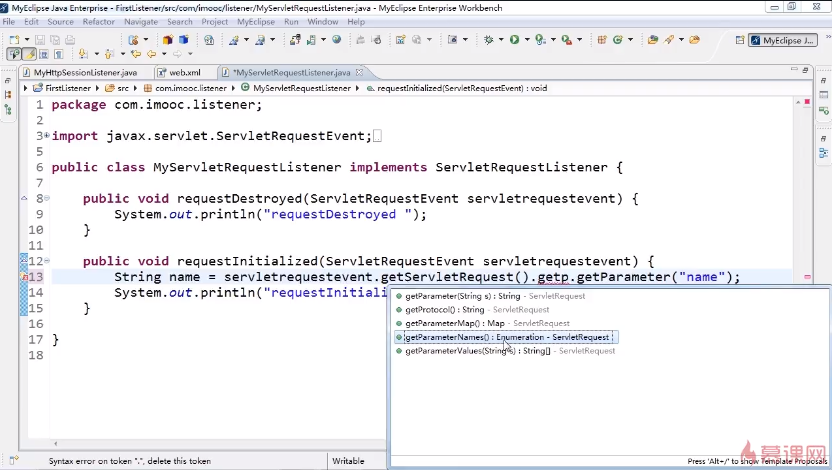 MyEclipse Java Enterprise - FirstListener/src/com/imooc/listener/MyServletRequestListener.java - MyEclipse Enterprise Workbench
File Edit Source Refactor Navigate Search Project MyEclipse Run Window Help
MyEclipse Java...
MyHttpSessionListener.java web.xml *MyServletRequestListener.java
FirstListener src com.imooc.listener MyServletRequestListener requestInitialized(ServletRequestEvent) : void
1 package com.imooc.listener;
2
3 import javax.servlet.ServletRequestEvent;
5
6 public class MyServletRequestListener implements ServletRequestListener {
7
8 public void requestDestroyed(ServletRequestEvent servletrequestevent) {
9 System.out.println("requestDestroyed ");
10 }
11
12 public void requestInitialized(ServletRequestEvent servletrequestevent) {
13 String name = servletrequestevent.getServletRequest().getp.getParameter("name");
14 System.out.println("requestInitiali
15 }
16
17 }
18
getParameter(String s) : String - ServletRequest
getProtocol() : String - ServletRequest
getParameterMap() : Map - ServletRequest
getParameterNames() : Enumeration - ServletRequest
getParameterValues(String s) : String[] - ServletRequest
Press 'Alt+/' to show Template Proposals
Syntax error on token ".", delete this token
Writable
慕课网